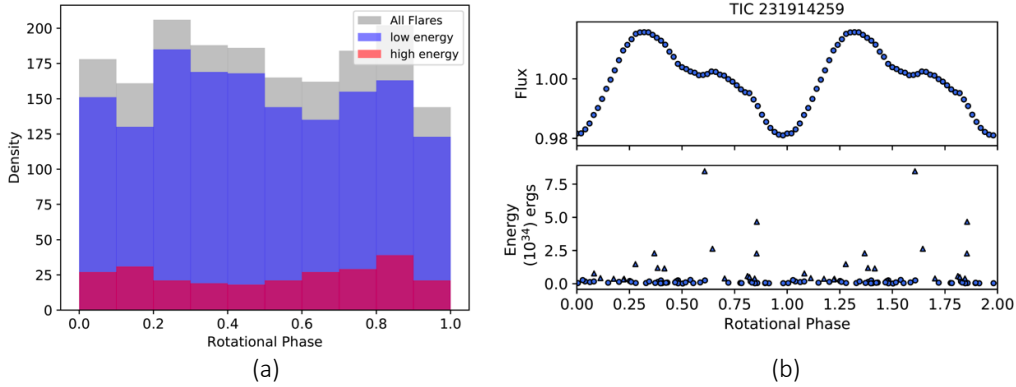 All Flares
low energy
high energy
200
175
150
125
100
75
50
25
0
Density
0.0 0.2 0.4 0.6 0.8 1.0
Rotational Phase
(a)
TIC 231914259
1.00
0.98
Flux
7.5
5.0
2.5
0.0
Energy
(10³⁴) ergs
0.00 0.25 0.50 0.75 1.00 1.25 1.50 1.75 2.00
Rotational Phase
(b)